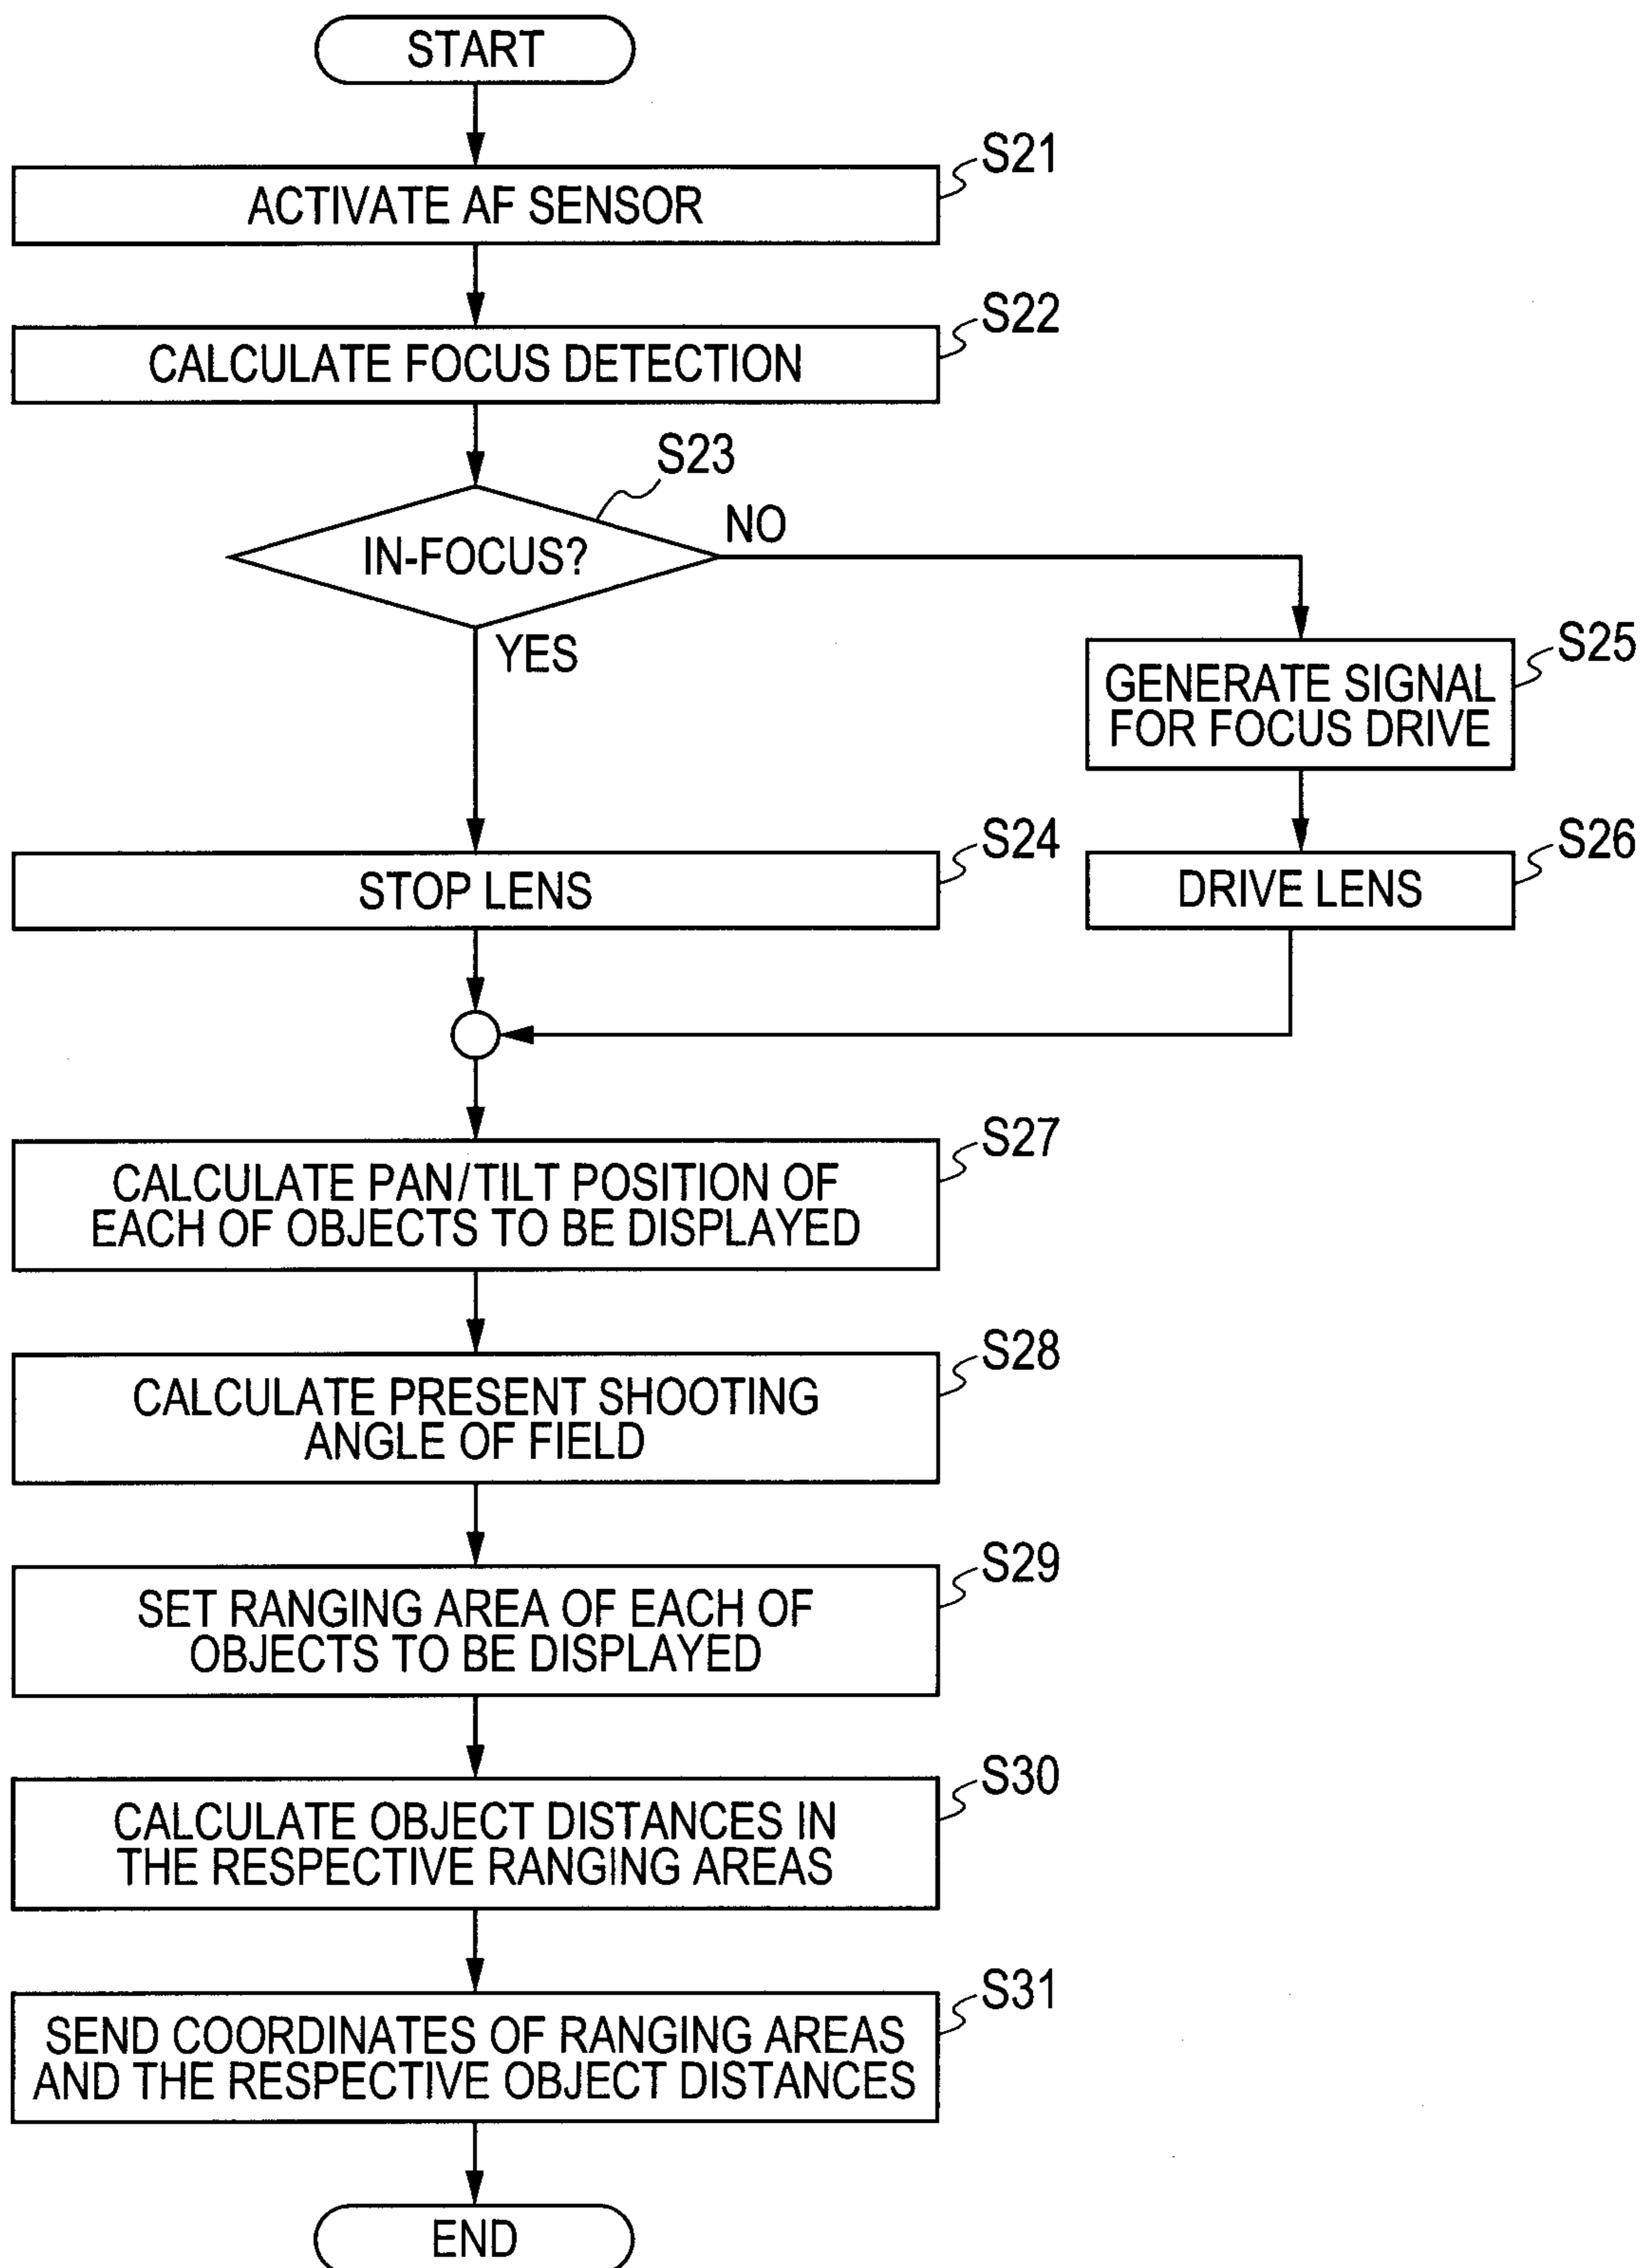 START
S21
ACTIVATE AF SENSOR
S22
CALCULATE FOCUS DETECTION
S23
IN-FOCUS?
NO
YES
S25
GENERATE SIGNAL
FOR FOCUS DRIVE
S24
STOP LENS
S26
DRIVE LENS
S27
CALCULATE PAN/TILT POSITION OF
EACH OF OBJECTS TO BE DISPLAYED
S28
CALCULATE PRESENT SHOOTING
ANGLE OF FIELD
S29
SET RANGING AREA OF EACH OF
OBJECTS TO BE DISPLAYED
S30
CALCULATE OBJECT DISTANCES IN
THE RESPECTIVE RANGING AREAS
S31
SEND COORDINATES OF RANGING AREAS
AND THE RESPECTIVE OBJECT DISTANCES
END